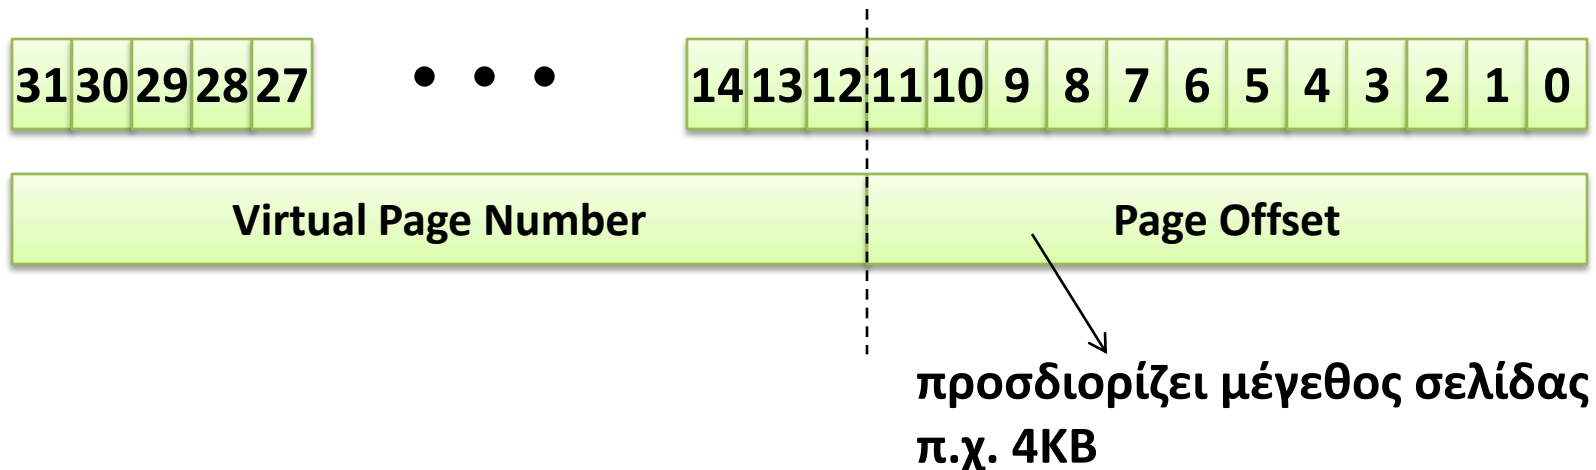 31 30 29 28 27 • • • 14 13 12 11 10 9 8 7 6 5 4 3 2 1 0
Virtual Page Number Page Offset
προσδιορίζει μέγεθος σελίδας
π.χ. 4KB